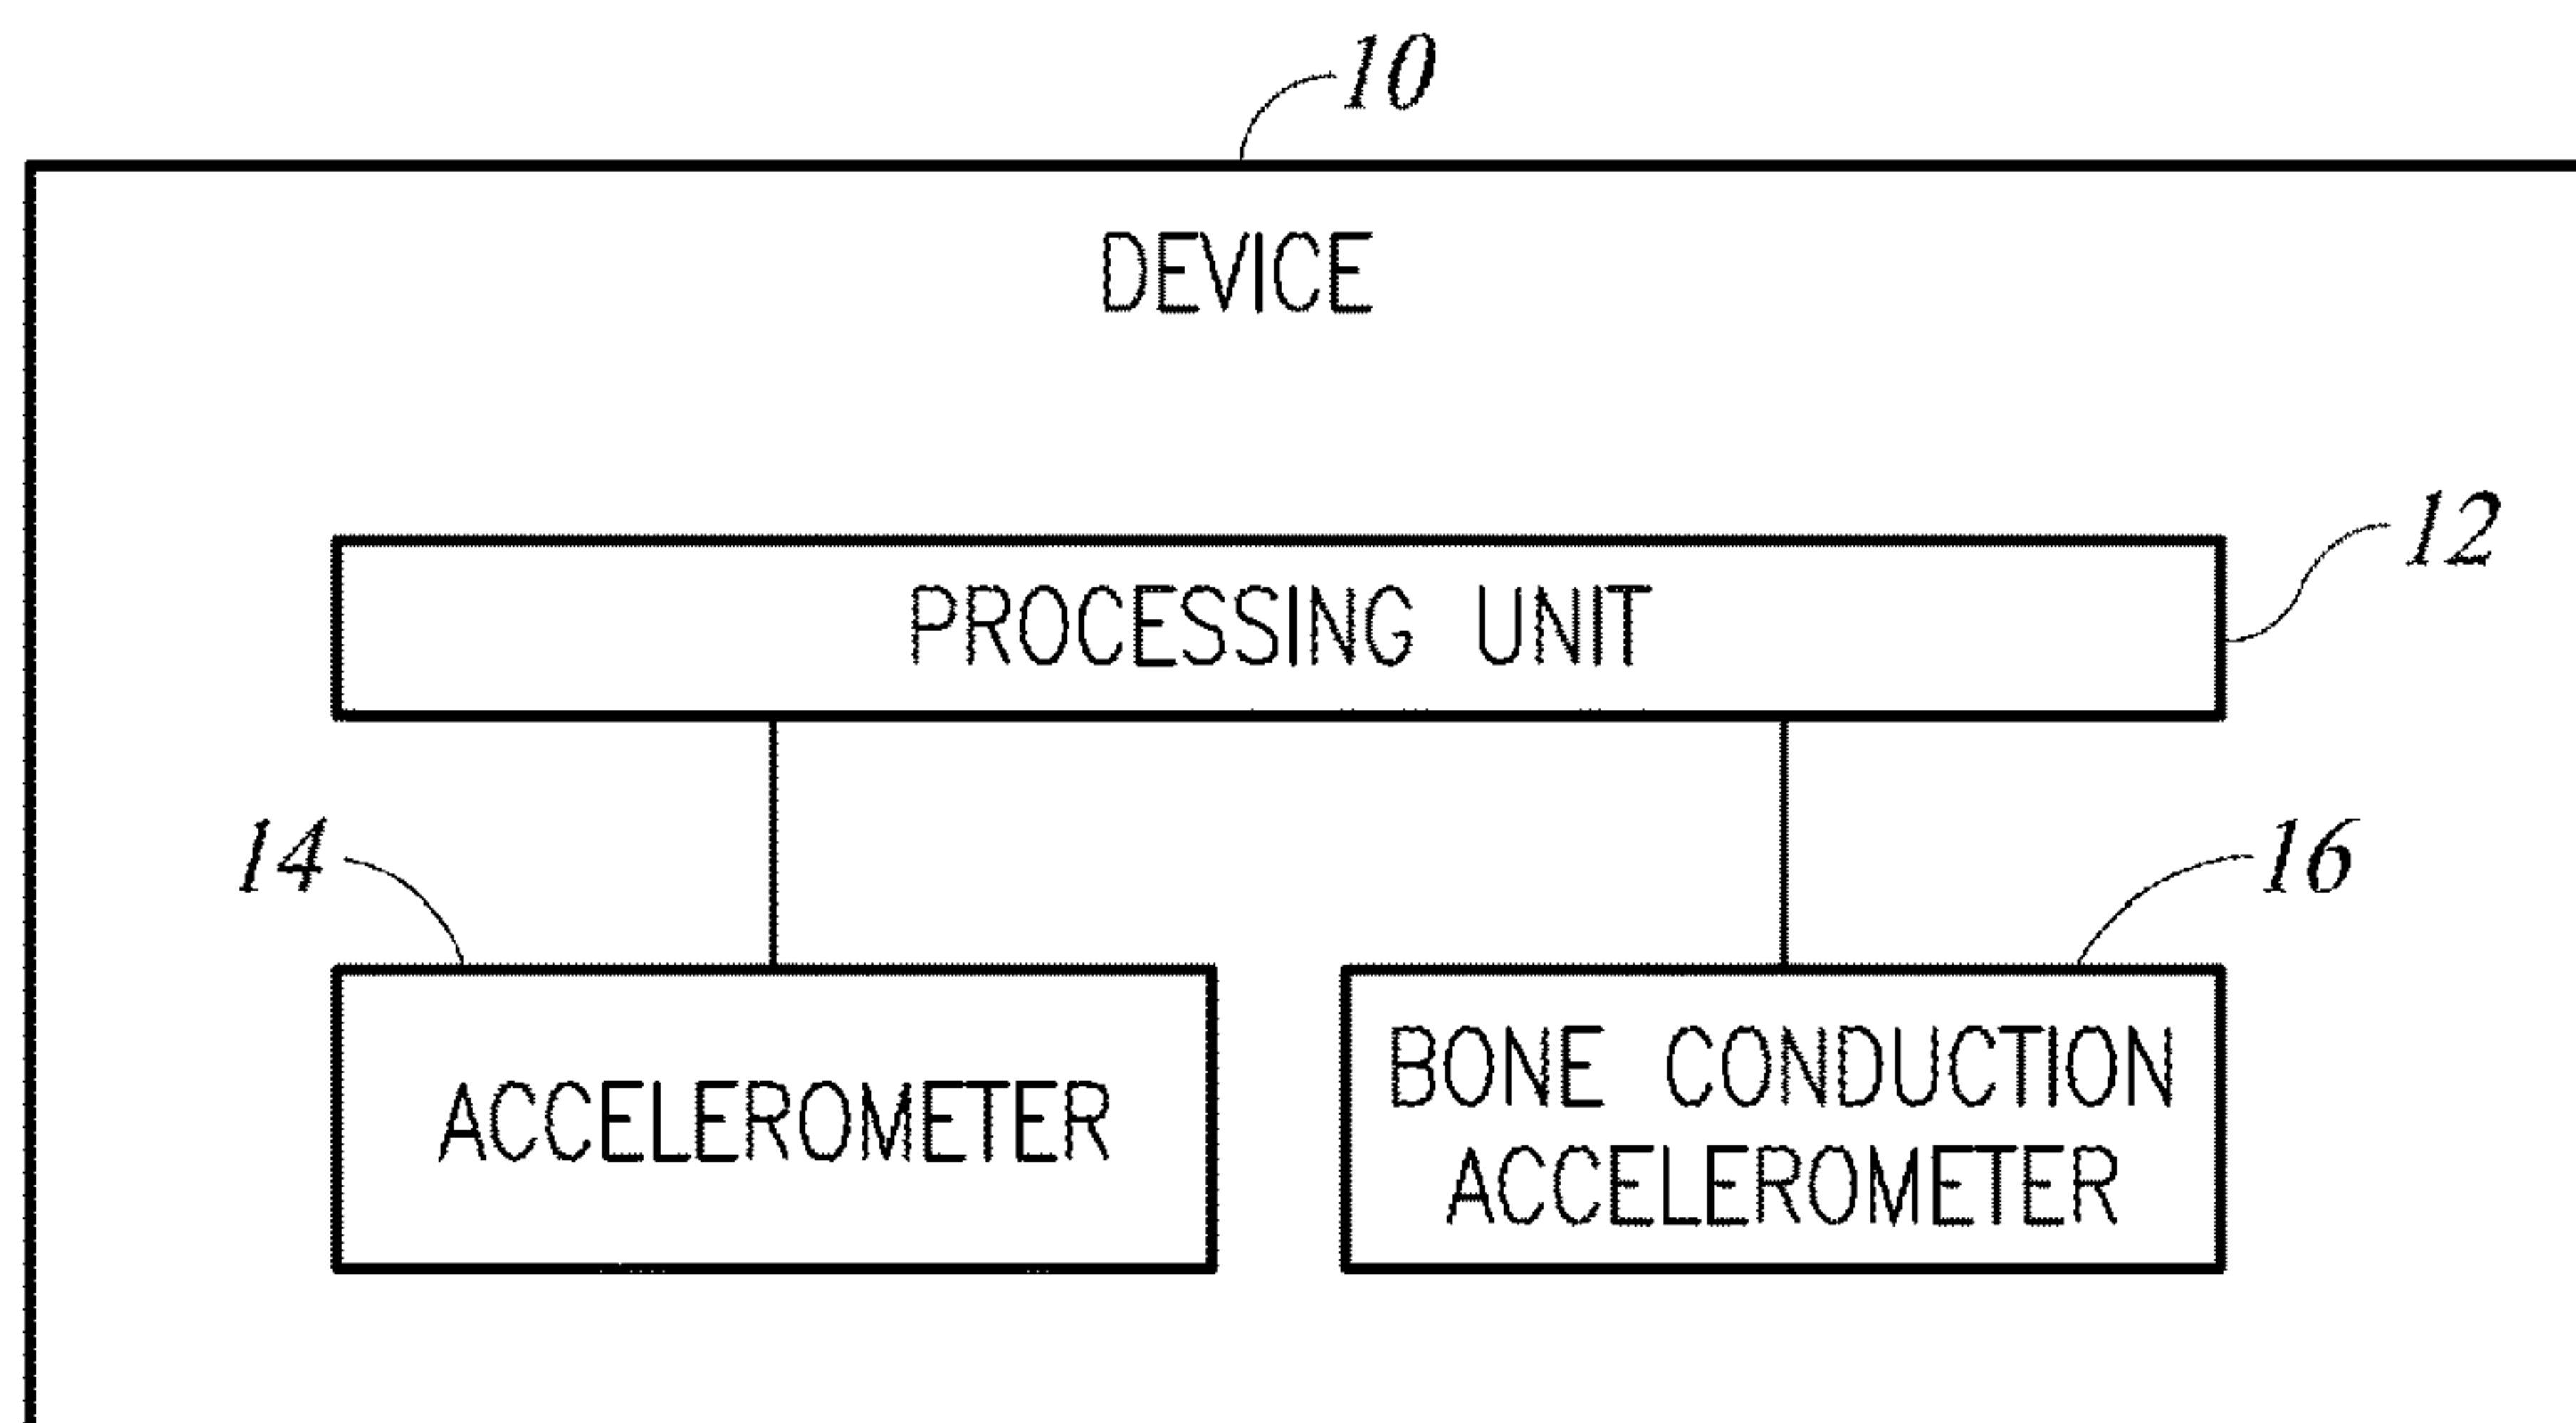 10
DEVICE
12
PROCESSING UNIT
14
16
ACCELEROMETER
BONE CONDUCTION
ACCELEROMETER